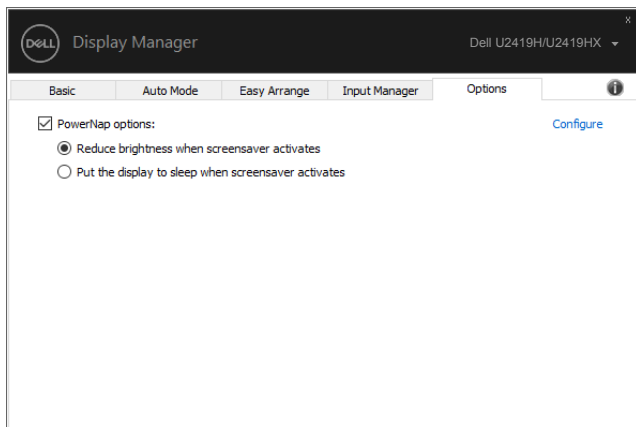 x
DELL Display Manager Dell U2419H/U2419HX
Basic Auto Mode Easy Arrange Input Manager Options i
PowerNap options: Configure
Reduce brightness when screensaver activates
Put the display to sleep when screensaver activates